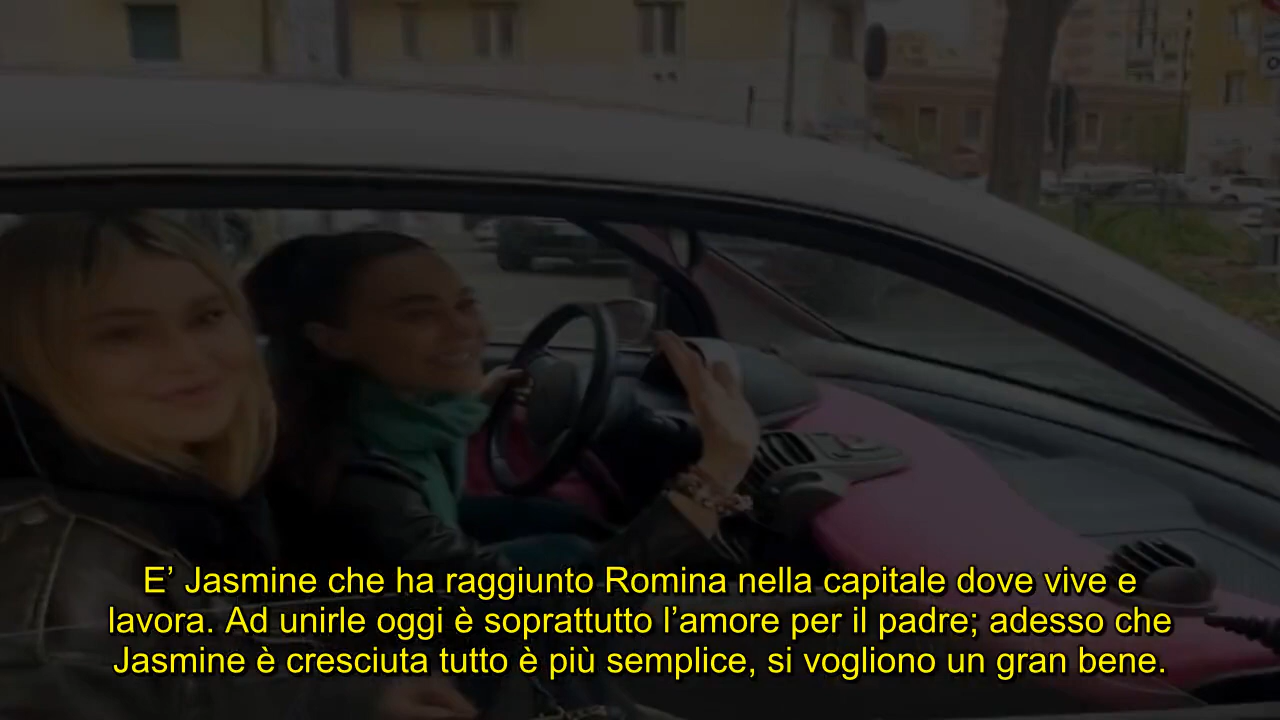 E’ Jasmine che ha raggiunto Romina nella capitale dove vive e
lavora. Ad unirle oggi è soprattutto l’amore per il padre; adesso che
Jasmine è cresciuta tutto è più semplice, si vogliono un gran bene.